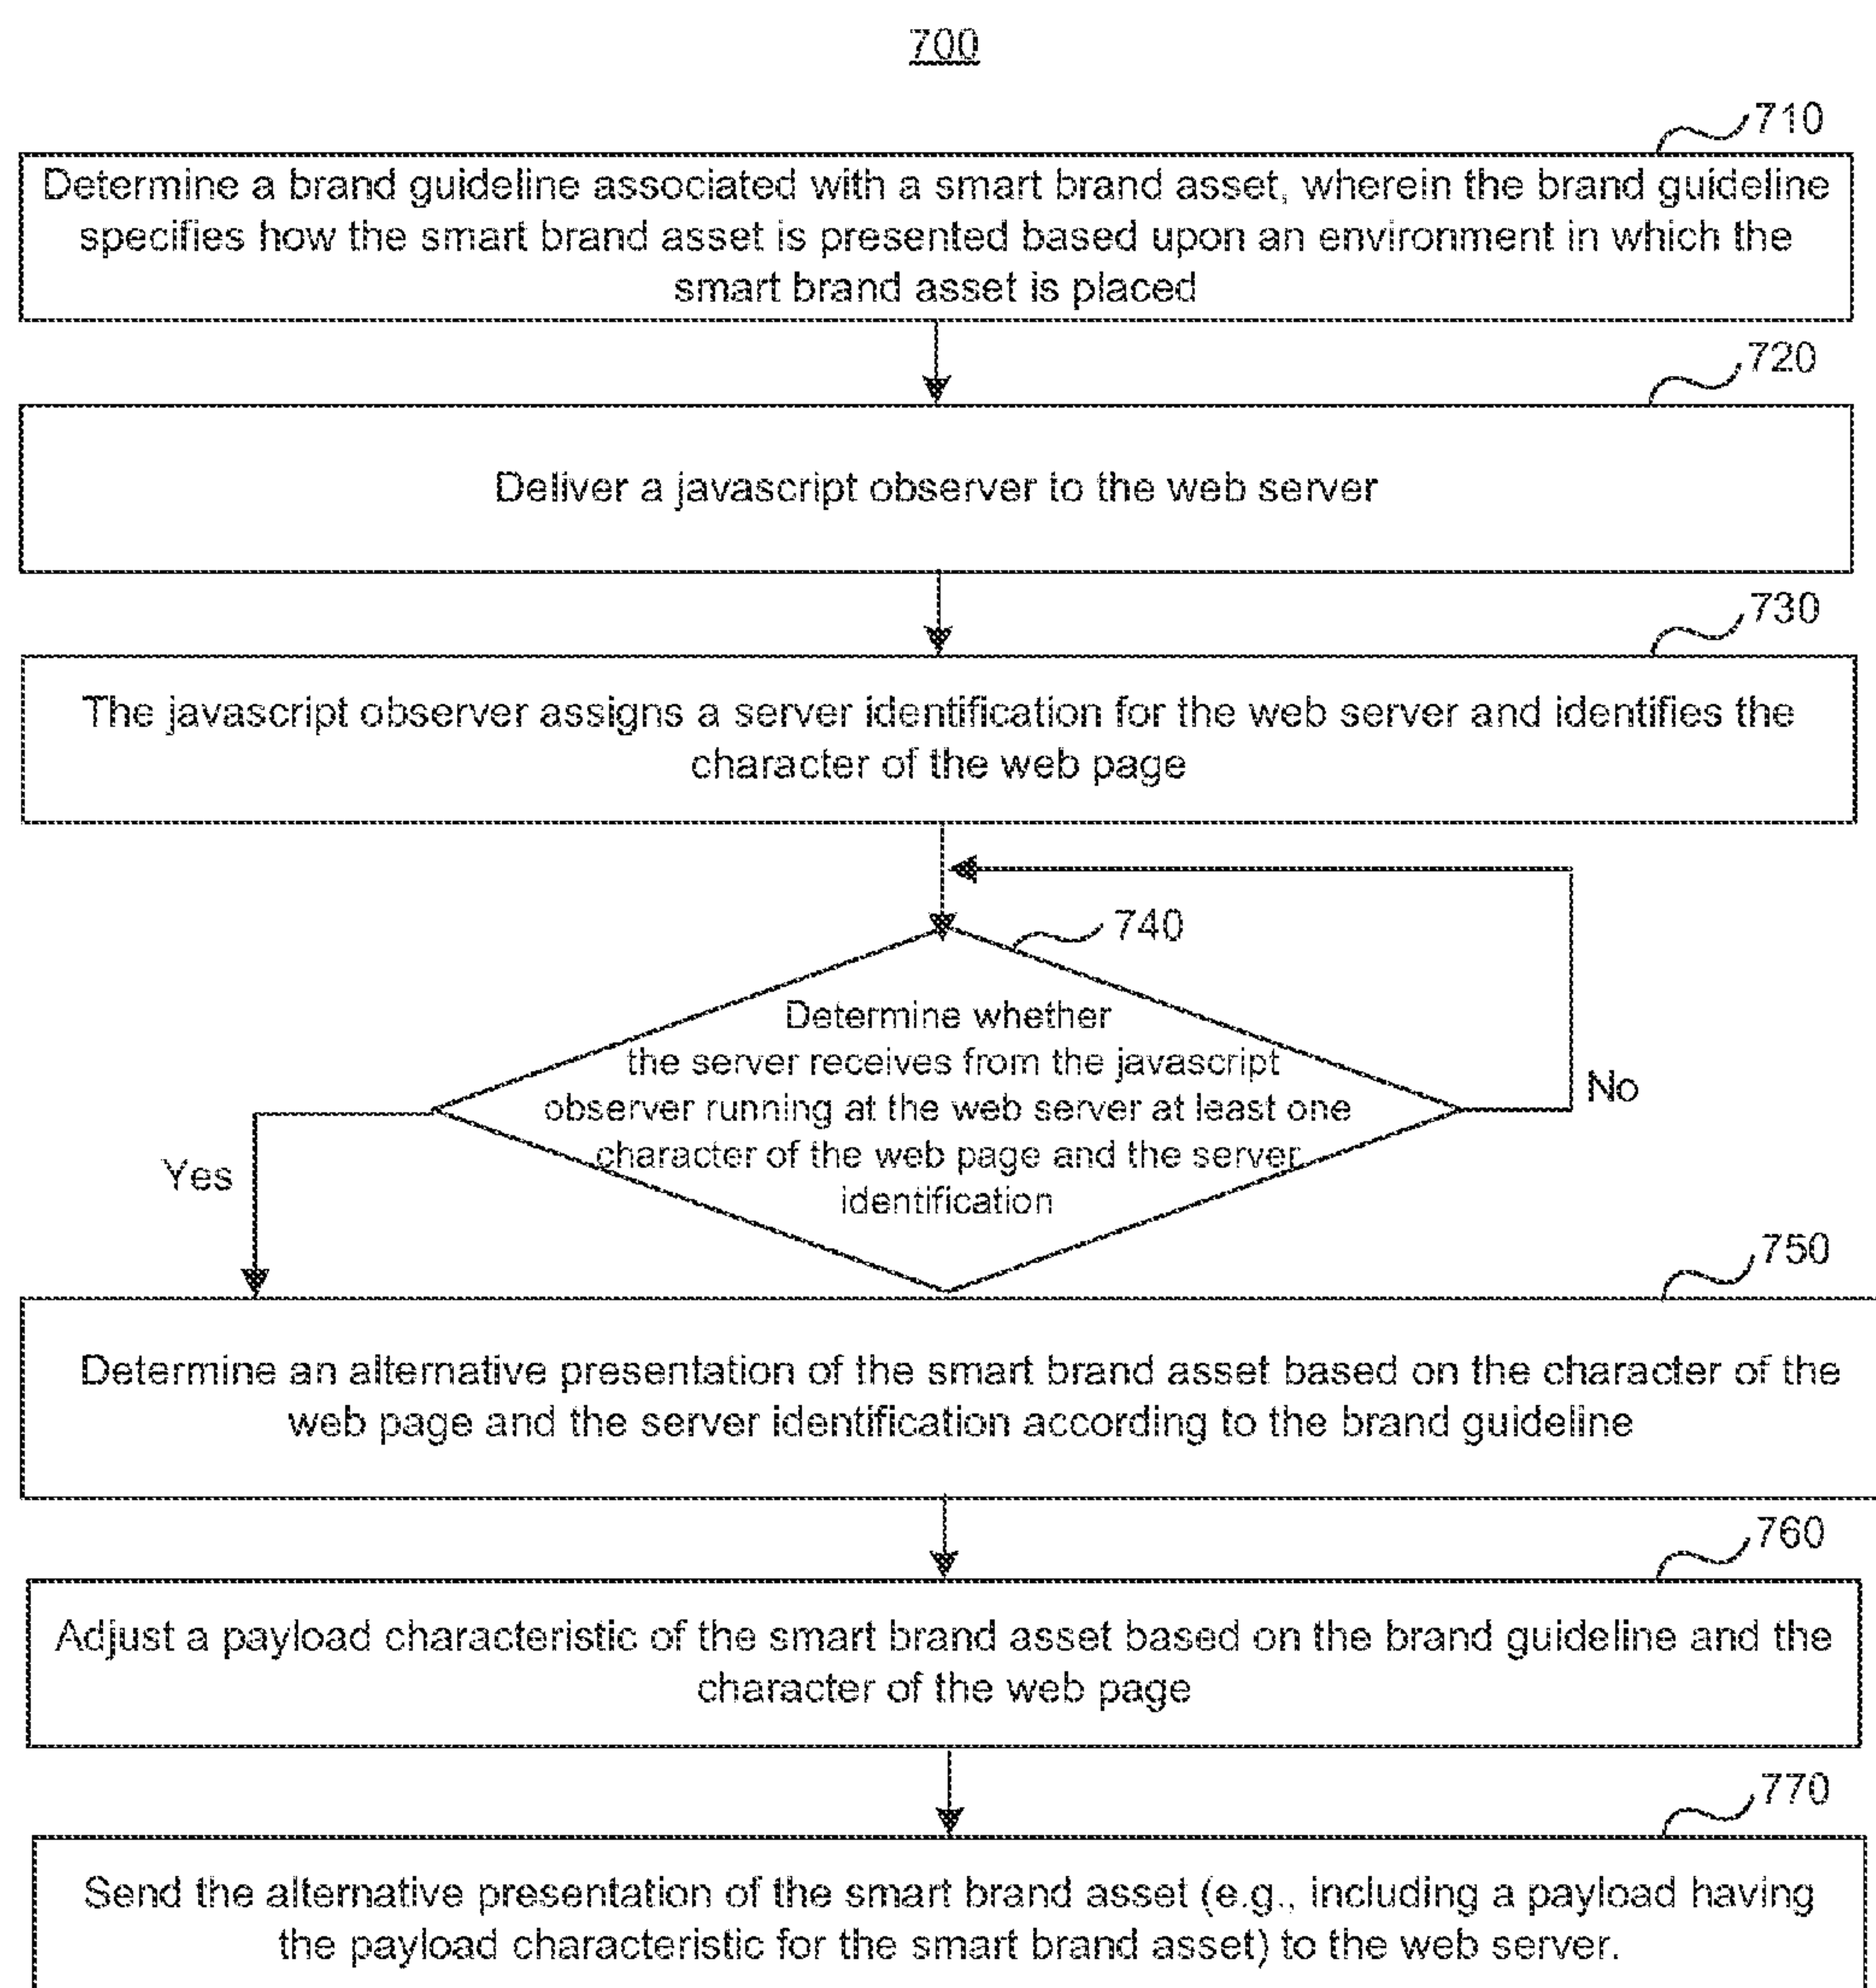 700
710
Determine a brand guideline associated with a smart brand asset, wherein the brand guideline
specifies how the smart brand asset is presented based upon an environment in which the
smart brand asset is placed
720
Deliver a javascript observer to the web server
730
The javascript observer assigns a server identification for the web server and identifies the
character of the web page
740
Determine whether
the server receives from the javascript
observer running at the web server at least one
character of the web page and the server
identification
No
Yes
750
Determine an alternative presentation of the smart brand asset based on the character of the
web page and the server identification according to the brand guideline
760
Adjust a payload characteristic of the smart brand asset based on the brand guideline and the
character of the web page
770
Send the alternative presentation of the smart brand asset (e.g., including a payload having
the payload characteristic for the smart brand asset) to the web server.